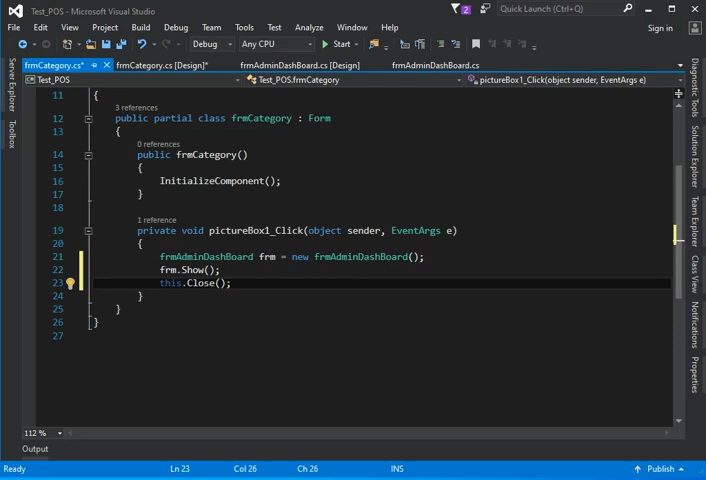 Test_POS - Microsoft Visual Studio
2
Quick Launch (Ctrl+Q)
File Edit View Project Build Debug Team Tools Test Analyze Window Help
Sign in
Debug Any CPU Start
frmCategory.cs* frmCategory.cs [Design]* frmAdminDashBoard.cs [Design] frmAdminDashBoard.cs
Test_POS Test_POS.frmCategory pictureBox1_Click(object sender, EventArgs e)
Server Explorer
Toolbox
11 {
3 references
12 public partial class frmCategory : Form
13 {
0 references
14 public frmCategory()
15 {
16 InitializeComponent();
17 }
18
1 reference
19 private void pictureBox1_Click(object sender, EventArgs e)
20 {
21 frmAdminDashBoard frm = new frmAdminDashBoard();
22 frm.Show();
23 this.Close();
24 }
25 }
26 }
27
Diagnostic Tools
Solution Explorer
Team Explorer
Class View
Notifications
Properties
112 %
Output
Ready Ln 23 Col 26 Ch 26 INS Publish